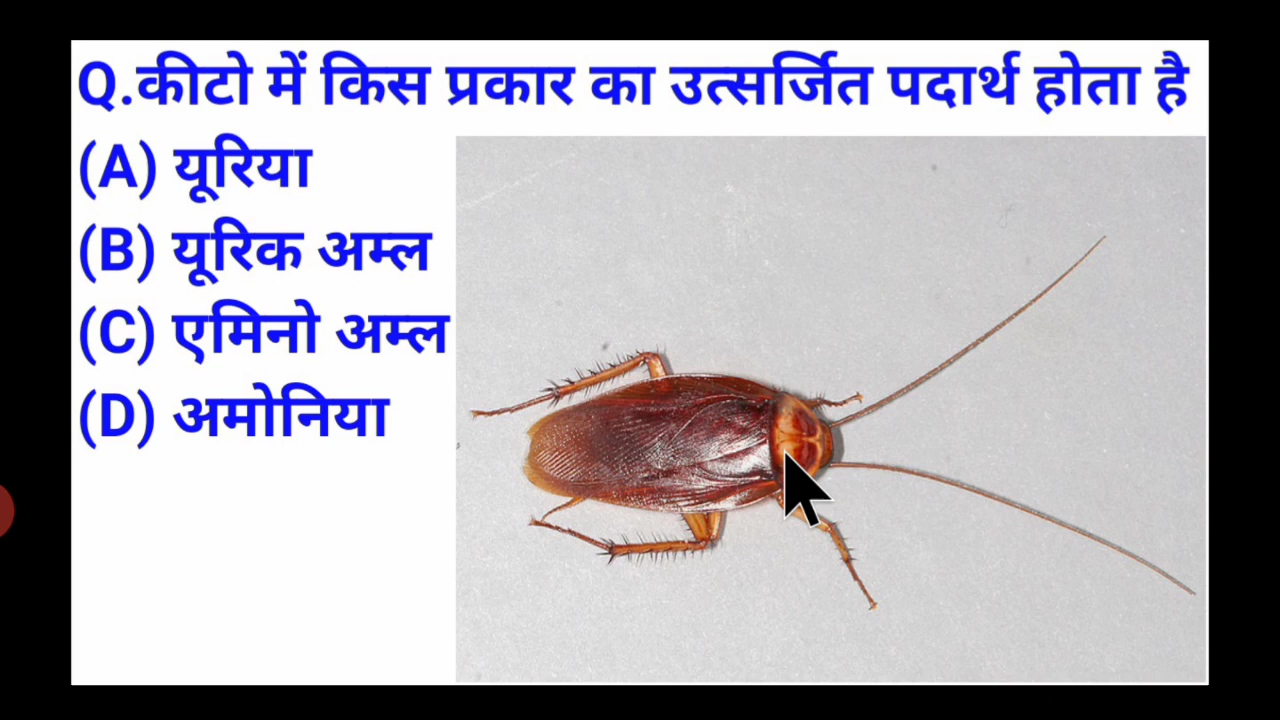 Q.कीटो में किस प्रकार का उत्सर्जित पदार्थ होता है
(A) यूरिया
(B) यूरिक अम्ल
(C) एमिनो अम्ल
(D) अमोनिया